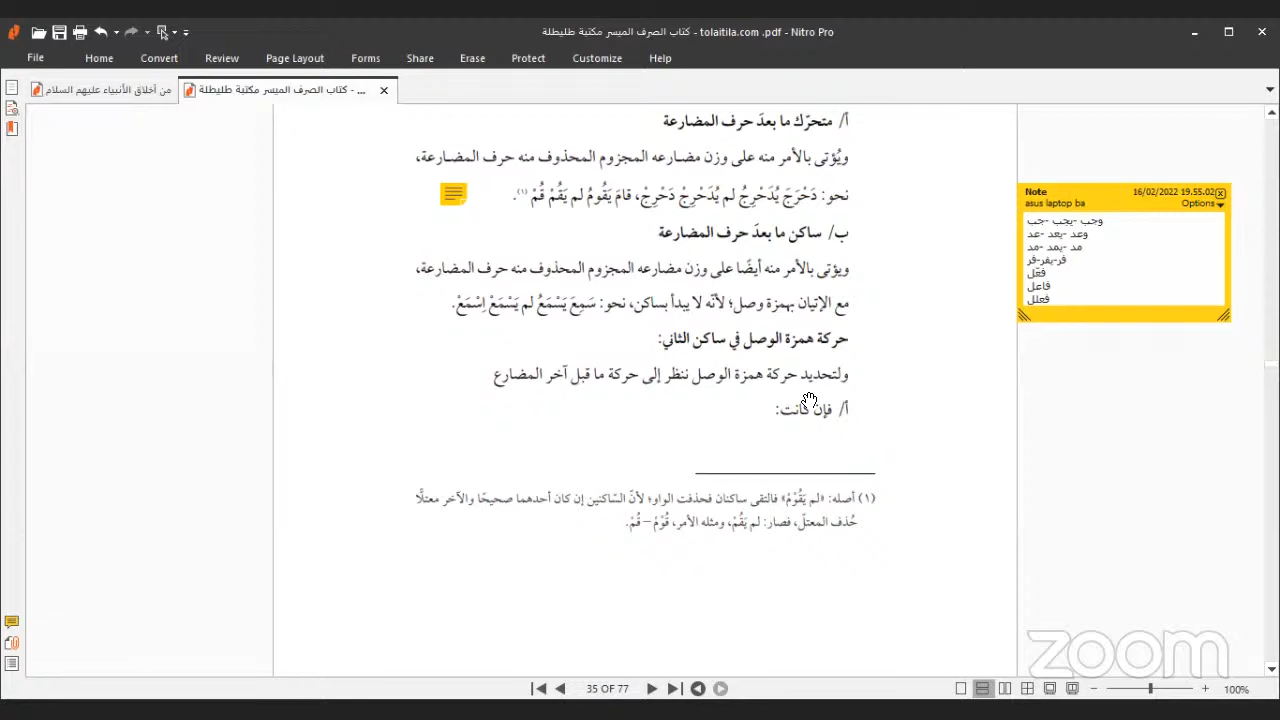 كتاب الصرف الميسر مكتبة طليطلة - tolaitila.com .pdf - Nitro Pro
File Home Convert Review Page Layout Forms Share Erase Protect Customize Help
من أخلاق الأنبياء عليهم السلام
كتاب الصرف الميسر مكتبة طليطلة - ...
أ/ متحرّك ما بعدَ حرف المضارعة
ويُؤتى بالأمر منه على وزن مضارعه المجزوم المحذوف منه حرف المضارعة،
نحو: دَحْرَجَ يُدَحْرِجُ لم يُدَحْرِجْ دَحْرِجْ، قامَ يَقُومُ لم يَقُمْ قُمْ (١).
ب/ ساكن ما بعدَ حرف المضارعة
ويؤتى بالأمر منه أيضًا على وزن مضارعه المجزوم المحذوف منه حرف المضارعة،
مع الإتيان بهمزة وصل؛ لأنّه لا يبدأ بساكن، نحو: سَمِعَ يَسْمَعُ لم يَسْمَعْ اِسْمَعْ.
حركة همزة الوصل في ساكن الثاني:
ولتحديد حركة همزة الوصل ننظر إلى حركة ما قبل آخر المضارع
أ/ فإن كانت:
(١) أصله: «لم يَقُوْمُ» فالتقى ساكنان فحذفت الواو؛ لأنّ السّاكنين إن كان أحدهما صحيحًا والآخر معتلًّا
حُذف المعتلّ، فصار: لم يَقُمْ، ومثله الأمر، قُوْمْ – قُمْ.
Note 16/02/2022 19.55.02
asus laptop ba Options
وجب -يجب -جب
وعد -يعد -عد
مد -يمد -مد
فر-يفر-فر
فعّل
فاعل
فعلل
zoom
35 OF 77
100%